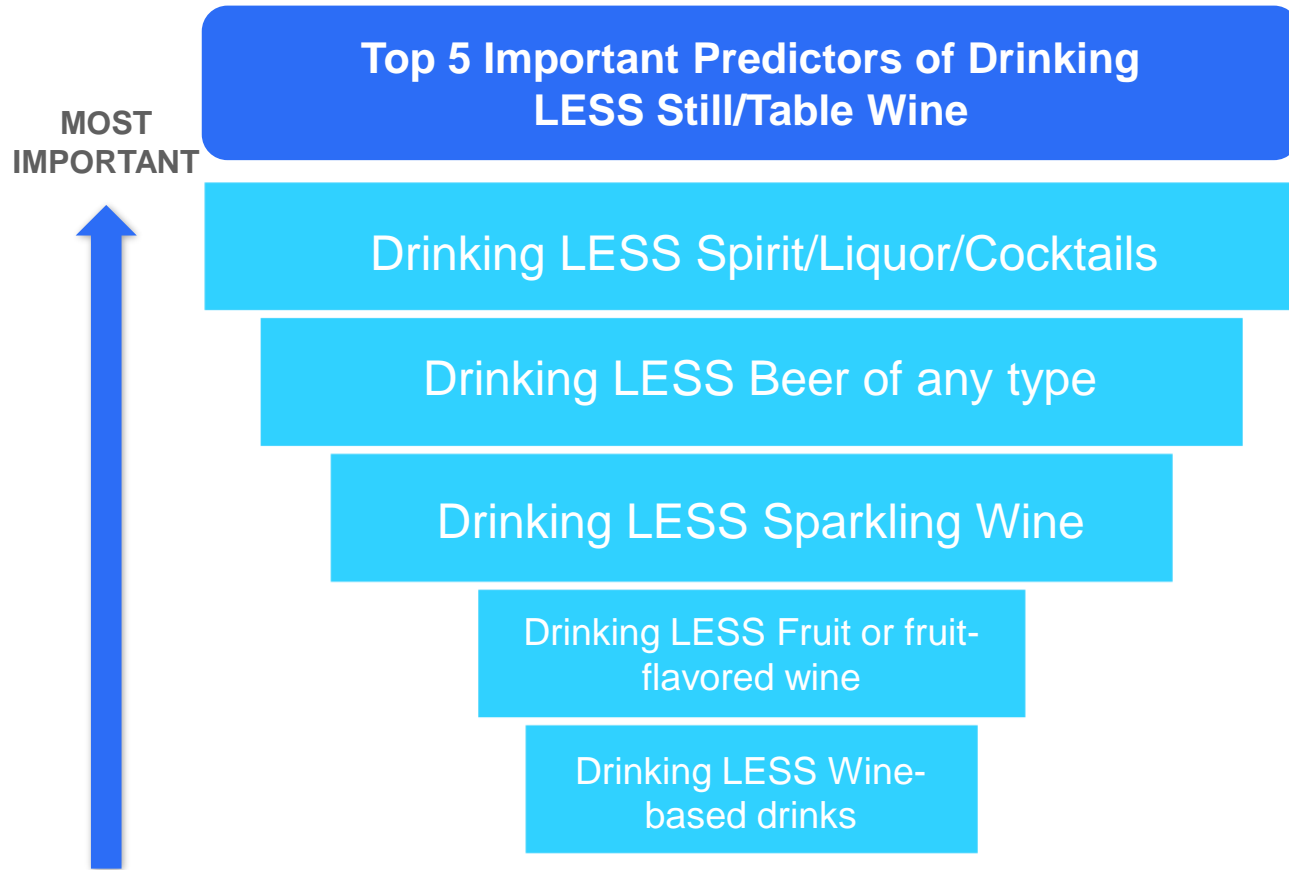 Top 5 Important Predictors of Drinking
LESS Still/Table Wine
MOST
IMPORTANT
Drinking LESS Spirit/Liquor/Cocktails
Drinking LESS Beer of any type
Drinking LESS Sparkling Wine
Drinking LESS Fruit or fruit-
flavored wine
Drinking LESS Wine-
based drinks